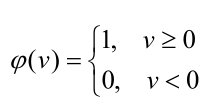 φ(v) = {1, v ≥ 0
0, v < 0